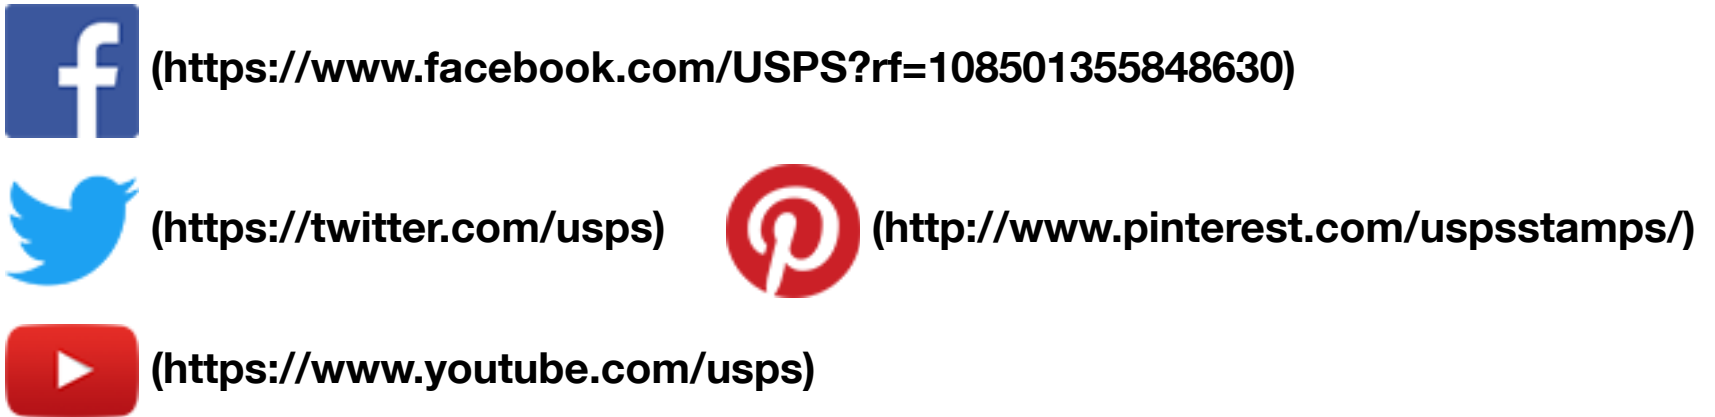 (https://www.facebook.com/USPS?rf=108501355848630)
(https://twitter.com/usps) (http://www.pinterest.com/uspsstamps/)
(https://www.youtube.com/usps)